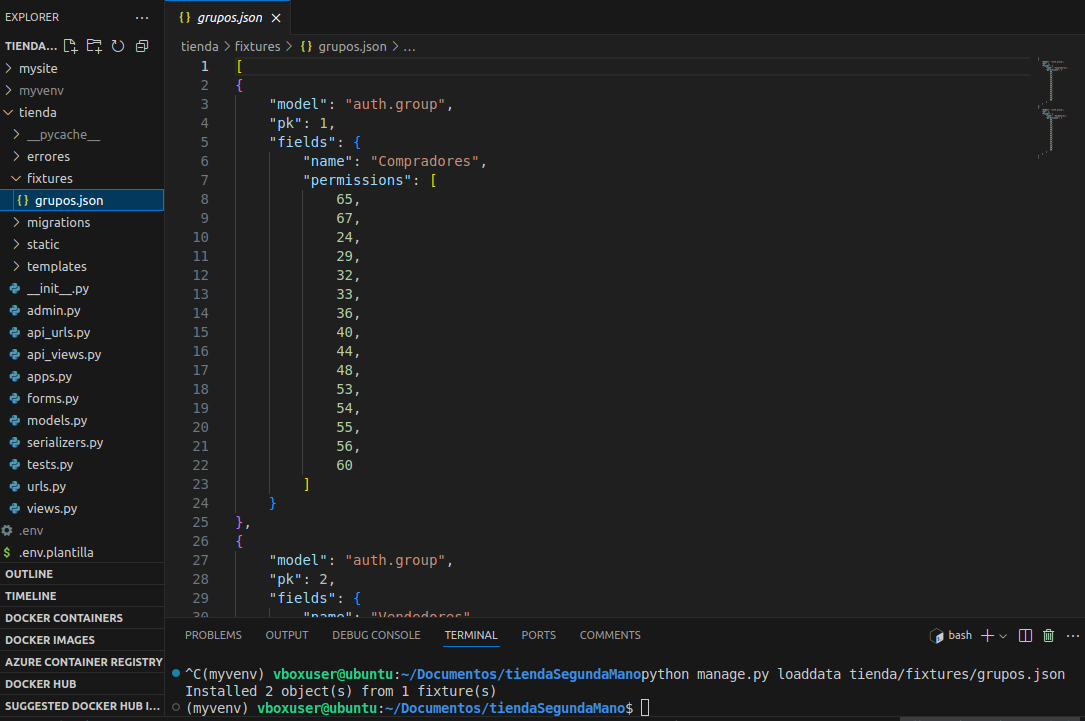 EXPLORER
TIENDA...
mysite
myvenv
tienda
__pycache__
errores
fixtures
{} grupos.json
migrations
static
templates
__init__.py
admin.py
api_urls.py
api_views.py
apps.py
forms.py
models.py
serializers.py
tests.py
urls.py
views.py
.env
$ .env.plantilla
OUTLINE
TIMELINE
DOCKER CONTAINERS
DOCKER IMAGES
AZURE CONTAINER REGISTRY
DOCKER HUB
SUGGESTED DOCKER HUB I...
{} grupos.json
tienda > fixtures > {} grupos.json > ...
1 [
2 {
3 "model": "auth.group",
4 "pk": 1,
5 "fields": {
6 "name": "Compradores",
7 "permissions": [
8 65,
9 67,
10 24,
11 29,
12 32,
13 33,
14 36,
15 40,
16 44,
17 48,
18 53,
19 54,
20 55,
21 56,
22 60
23 ]
24 }
25 },
26 {
27 "model": "auth.group",
28 "pk": 2,
29 "fields": {
30 "name": "Vendedores",
PROBLEMS OUTPUT DEBUG CONSOLE TERMINAL PORTS COMMENTS
bash
^C(myvenv) vboxuser@ubuntu:~/Documentos/tiendaSegundaManopython manage.py loaddata tienda/fixtures/grupos.json
Installed 2 object(s) from 1 fixture(s)
(myvenv) vboxuser@ubuntu:~/Documentos/tiendaSegundaMano$